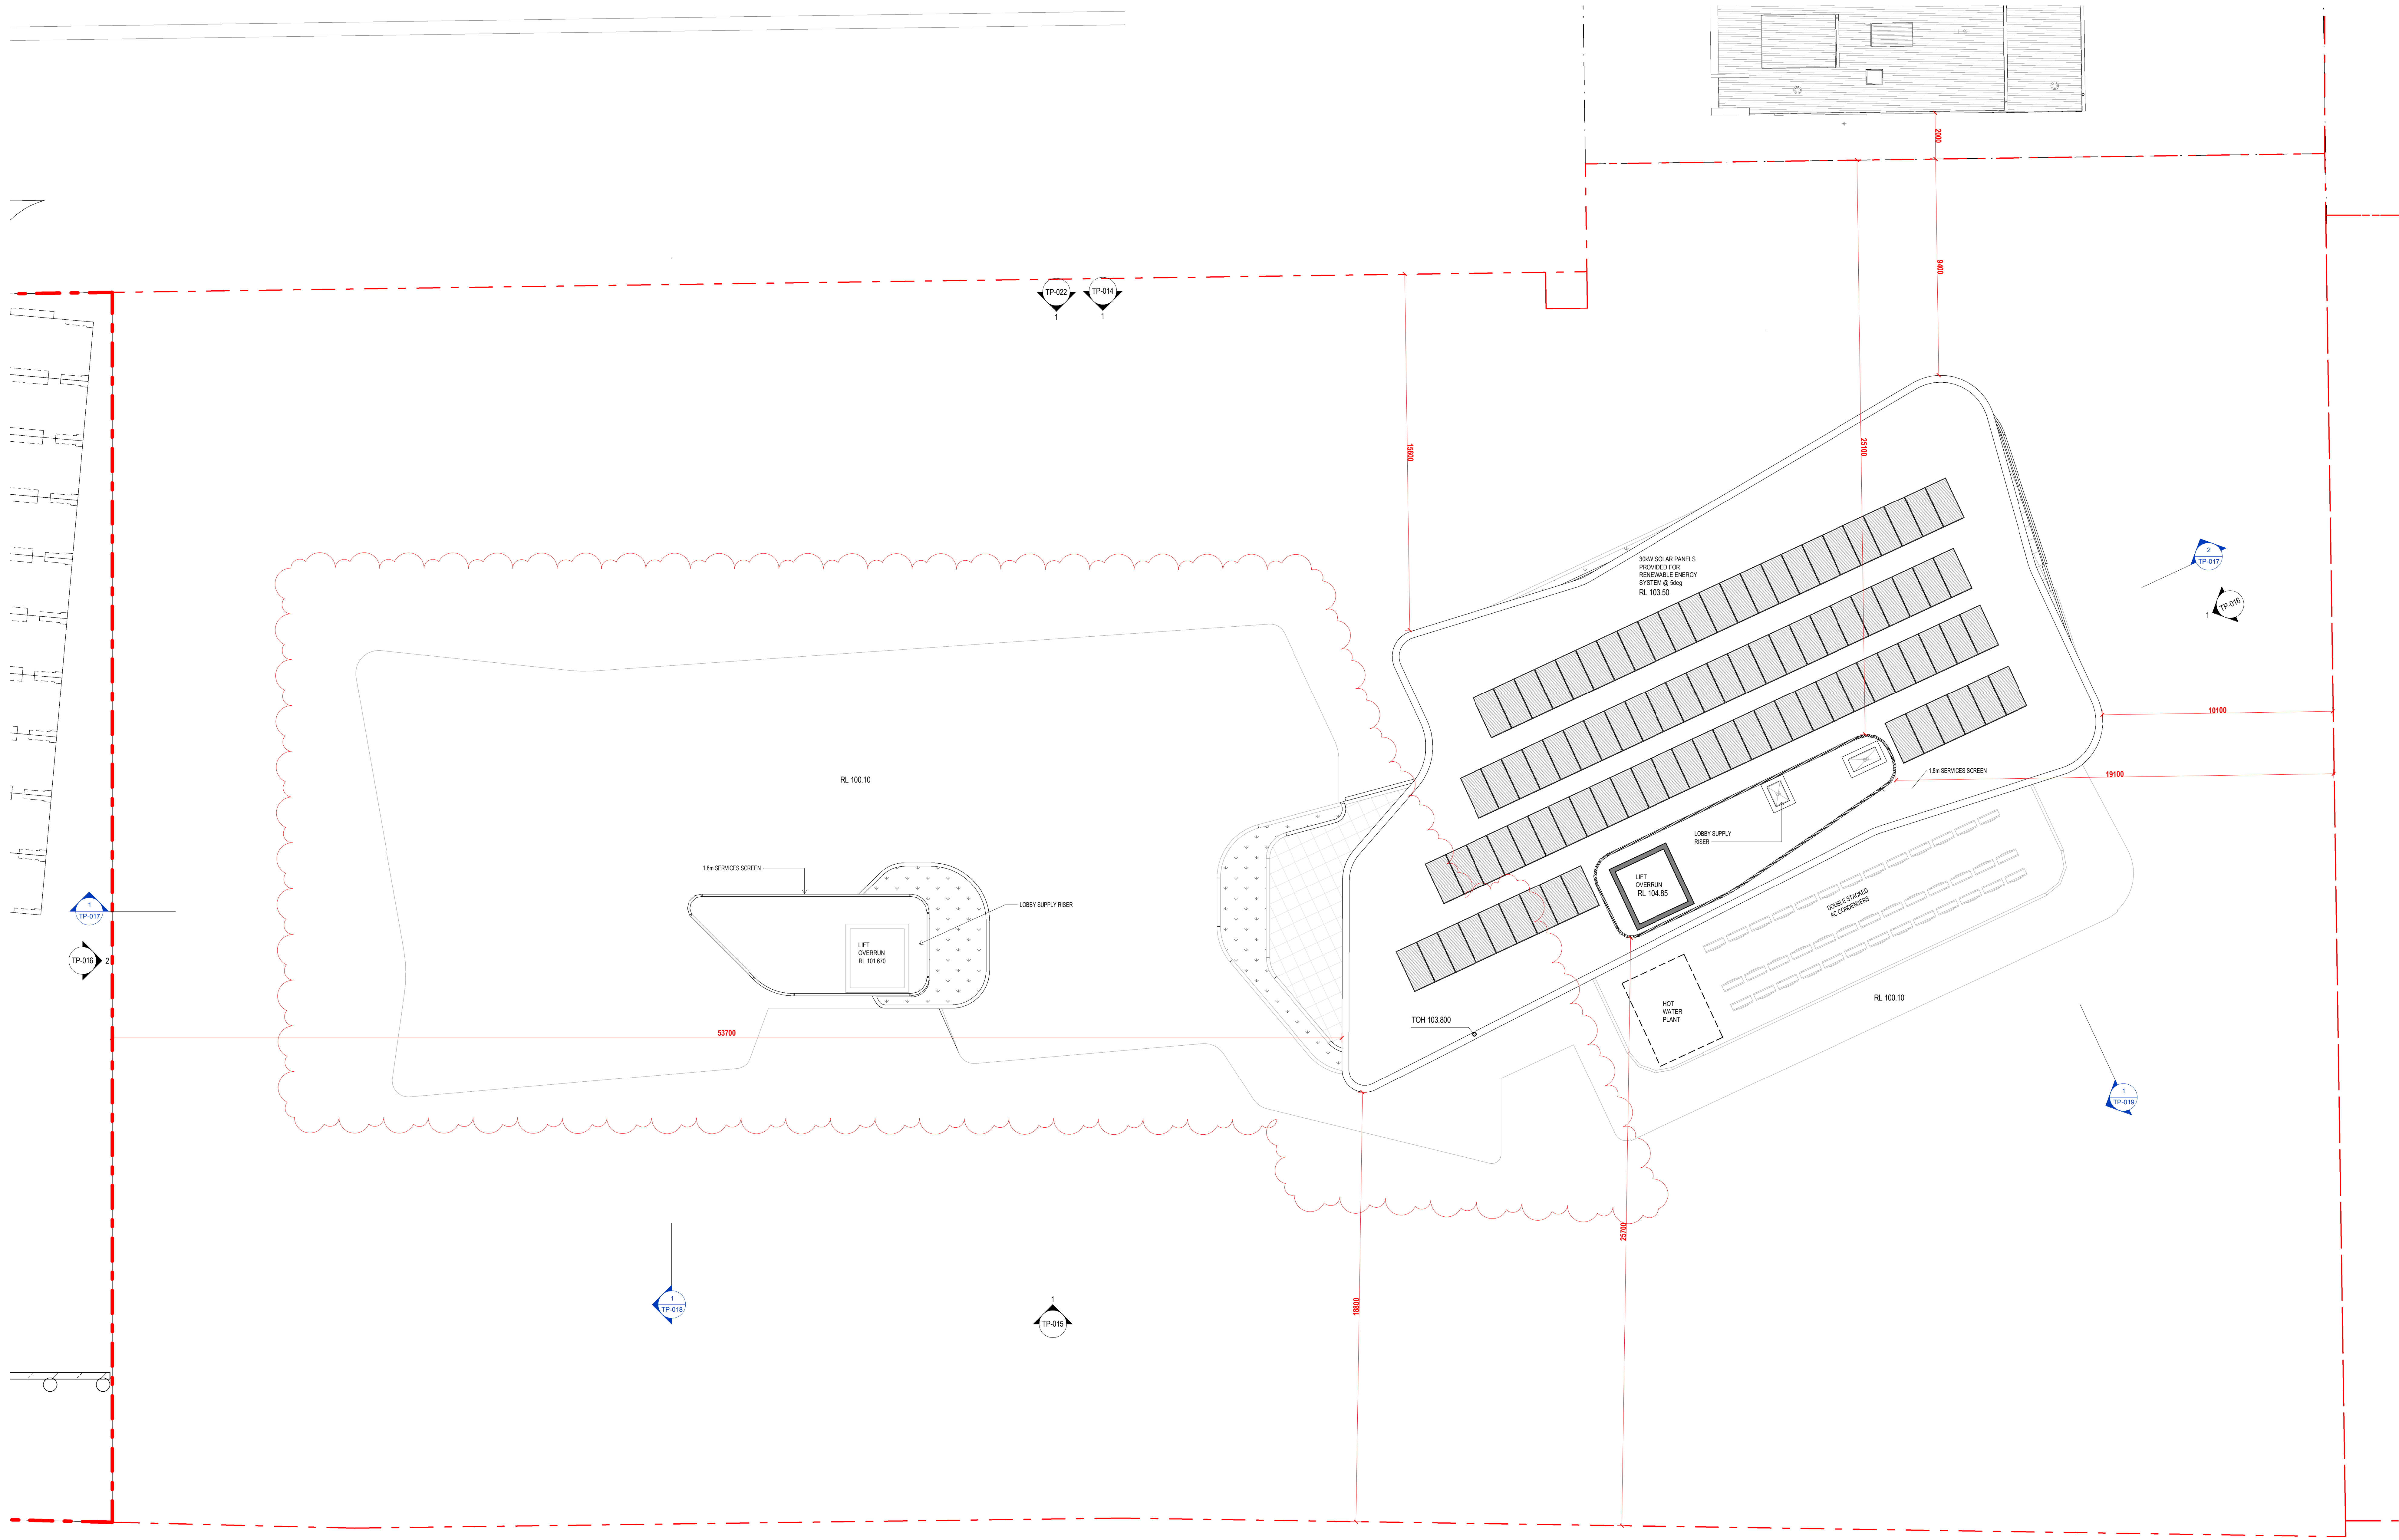 2000
9400
TP-022
1
TP-014
1
15600
25100
30kW SOLAR PANELS
PROVIDED FOR
RENEWABLE ENERGY
SYSTEM @ 5deg
RL 103.50
2
TP-017
1
TP-016
10100
19100
1.8m SERVICES SCREEN
RL 100.10
LOBBY SUPPLY
RISER
1.8m SERVICES SCREEN
LIFT
OVERRUN
RL 104.85
LOBBY SUPPLY RISER
DOUBLE STACKED
AC CONDENSERS
1
TP-017
LIFT
OVERRUN
RL 101.670
TP-016
2
RL 100.10
HOT
WATER
PLANT
TOH 103.800
53700
1
TP-019
25700
18800
1
TP-018
1
TP-015